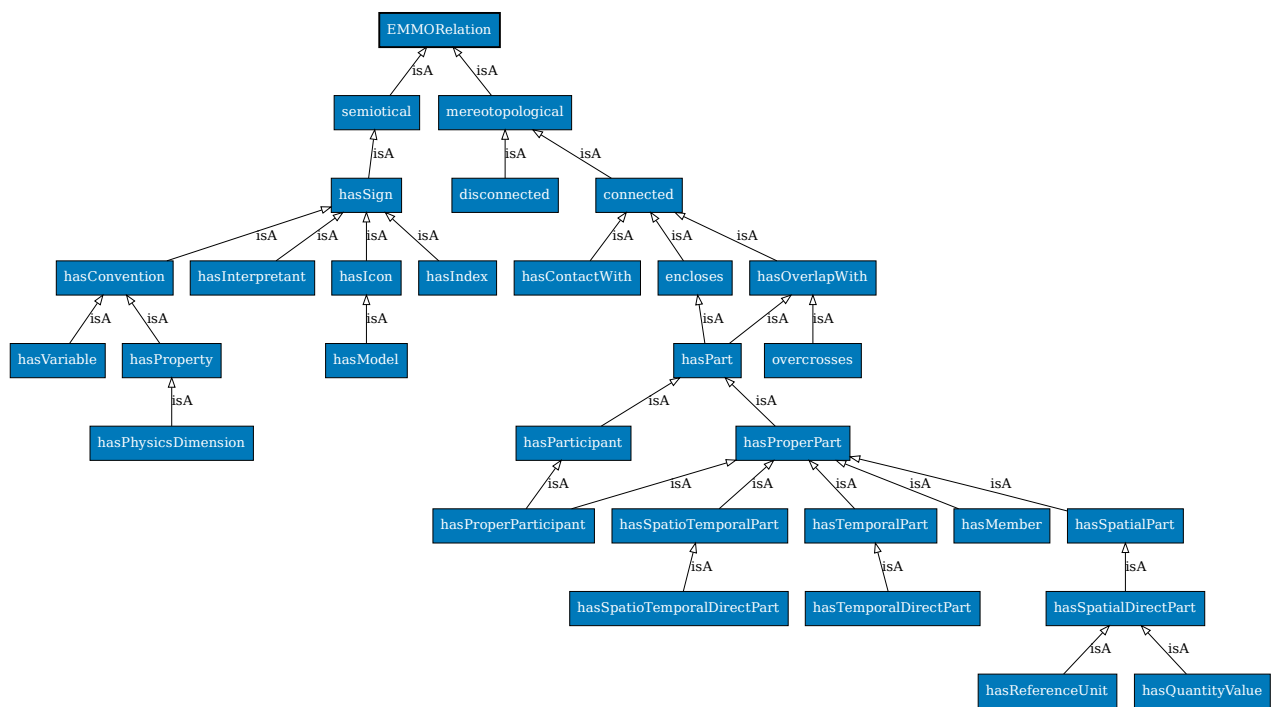 EMMORelation
isA isA
semiotical mereotopological
isA isA isA
hasSign disconnected connected
isA isA isA isA isA isA isA
hasConvention hasInterpretant hasIcon hasIndex hasContactWith encloses hasOverlapWith
isA isA isA isA isA isA
hasVariable hasProperty hasModel hasPart overcrosses
isA isA isA
hasPhysicsDimension hasParticipant hasProperPart
isA isA isA isA isA isA
hasProperParticipant hasSpatioTemporalPart hasTemporalPart hasMember hasSpatialPart
isA isA isA
hasSpatioTemporalDirectPart hasTemporalDirectPart hasSpatialDirectPart
isA isA
hasReferenceUnit hasQuantityValue